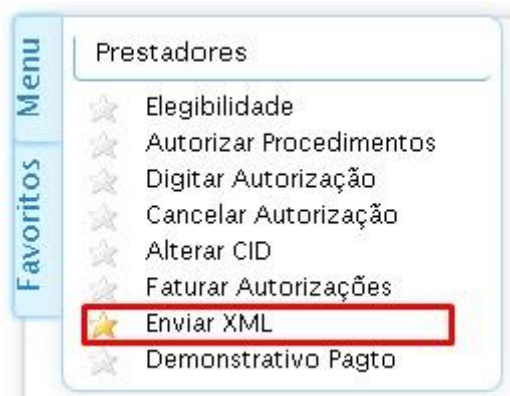 Menu
Favoritos
Prestadores
Elegibilidade
Autorizar Procedimentos
Digitar Autorização
Cancelar Autorização
Alterar CID
Faturar Autorizações
Enviar XML
Demonstrativo Pagto